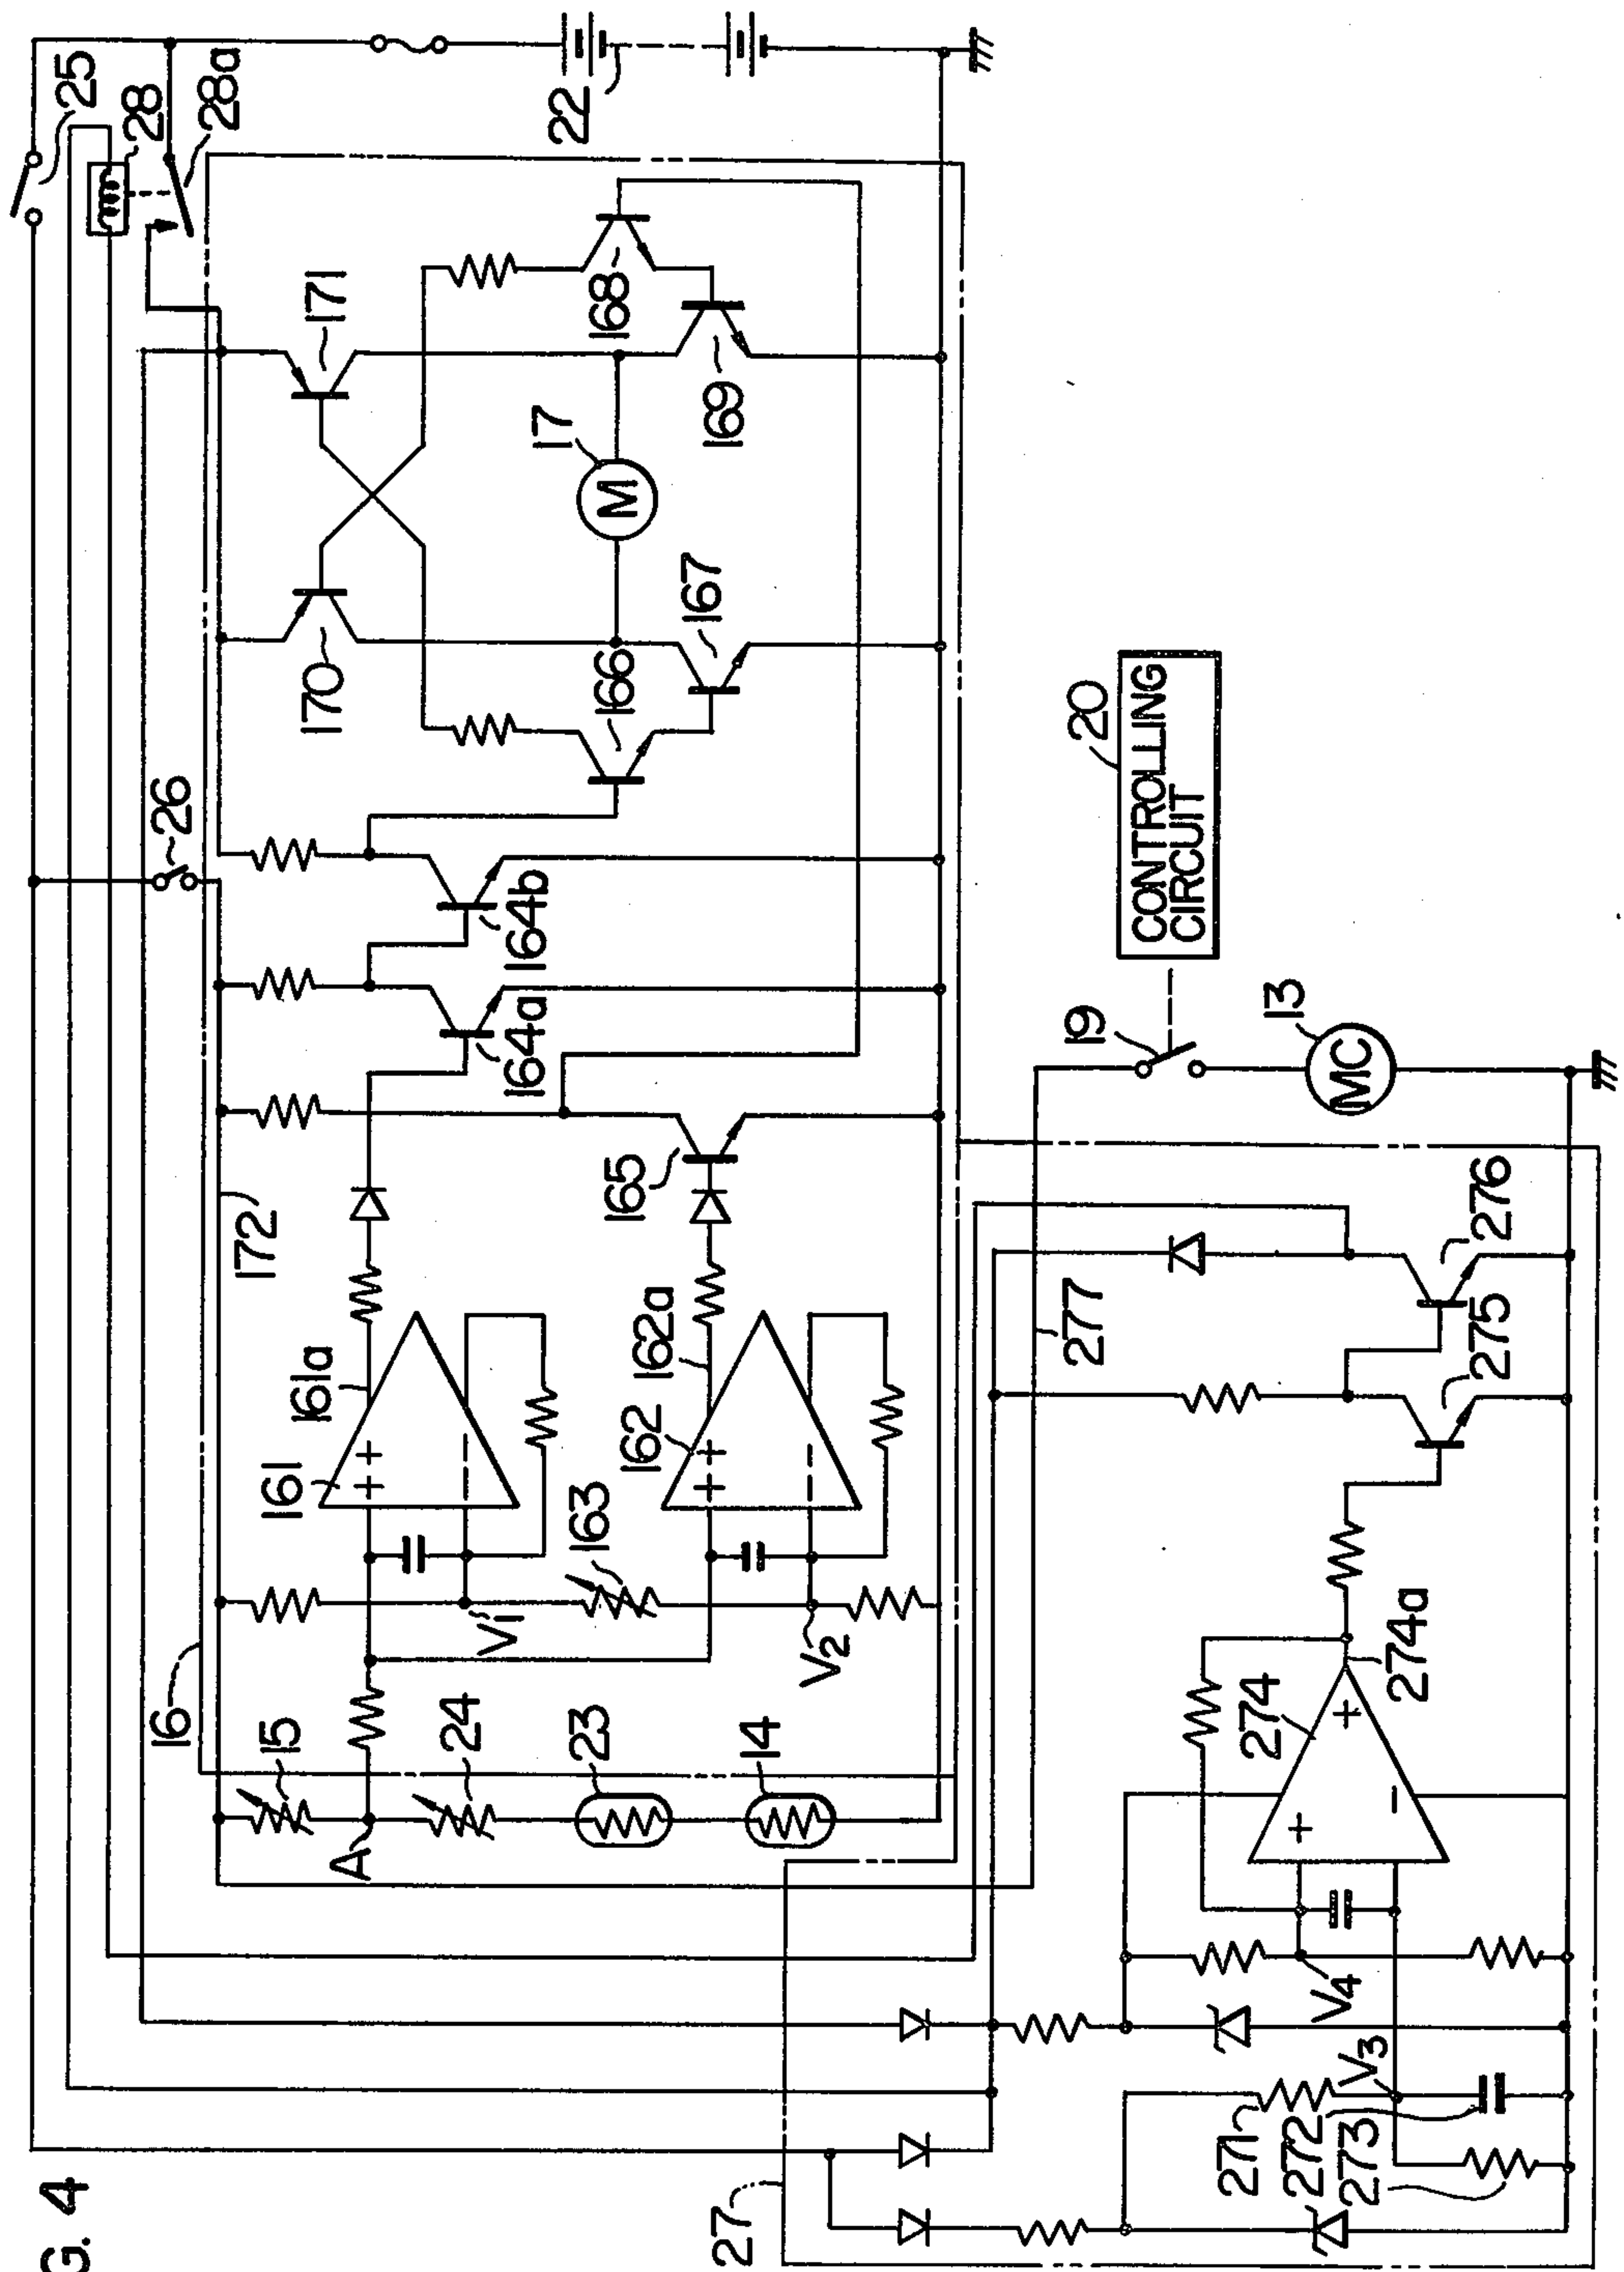 G. 4
25
28
28a
22
26
171
170
168
169
17
M
166
167
164b
164a
165
172
161a
161
162a
162
163
V1
V2
16
15
24
23
14
A
20
CONTROLLING
CIRCUIT
19
13
MC
277
276
275
274a
274
V4
V3
271
272
273
27
+ +
--
+ +
--
+
-
+